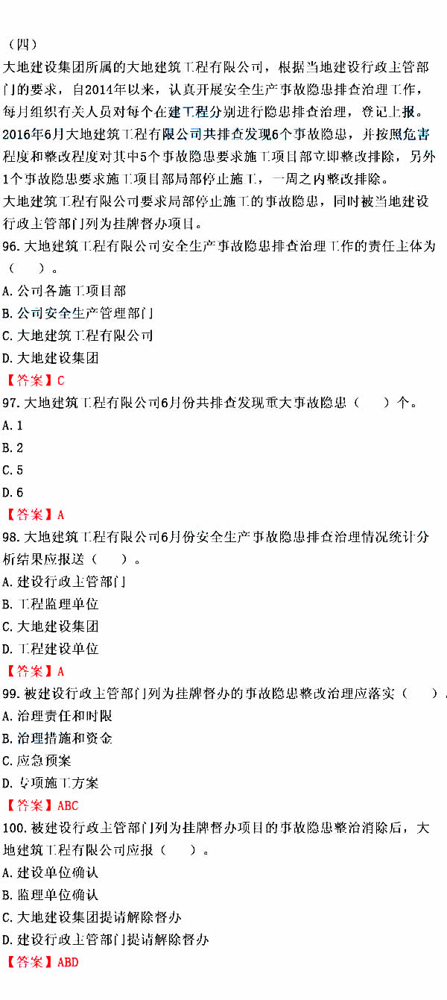 （四）
大地建设集团所属的大地建筑工程有限公司，根据当地建设行政主管部
门的要求，自2014年以来，认真开展安全生产事故隐患排查治理工作，
每月组织有关人员对每个在建工程分别进行隐患排查治理，登记上报。
2016年6月大地建筑工程有限公司共排查发现6个事故隐患，并按照危害
程度和整改程度对其中5个事故隐患要求施工项目部立即整改排除，另外
1个事故隐患要求施工项目部局部停止施工，一周之内整改排除。
大地建筑工程有限公司要求局部停止施工的事故隐患，同时被当地建设
行政主管部门列为挂牌督办项目。
96.大地建筑工程有限公司安全生产事故隐患排查治理工作的责任主体为
（ ）。
A.公司各施工项目部
B.公司安全生产管理部门
C.大地建筑工程有限公司
D.大地建设集团
【答案】C
97.大地建筑工程有限公司6月份共排查发现重大事故隐患（ ）个。
A.1
B.2
C.5
D.6
【答案】A
98.大地建筑工程有限公司6月份安全生产事故隐患排查治理情况统计分
析结果应报送（ ）。
A.建设行政主管部门
B.工程监理单位
C.大地建设集团
D.工程建设单位
【答案】A
99.被建设行政主管部门列为挂牌督办的事故隐患整改治理应落实（ ）。
A.治理责任和时限
B.治理措施和资金
C.应急预案
D.专项施工方案
【答案】ABC
100.被建设行政主管部门列为挂牌督办项目的事故隐患整治消除后，大
地建筑工程有限公司应报（ ）。
A.建设单位确认
B.监理单位确认
C.大地建设集团提请解除督办
D.建设行政主管部门提请解除督办
【答案】ABD